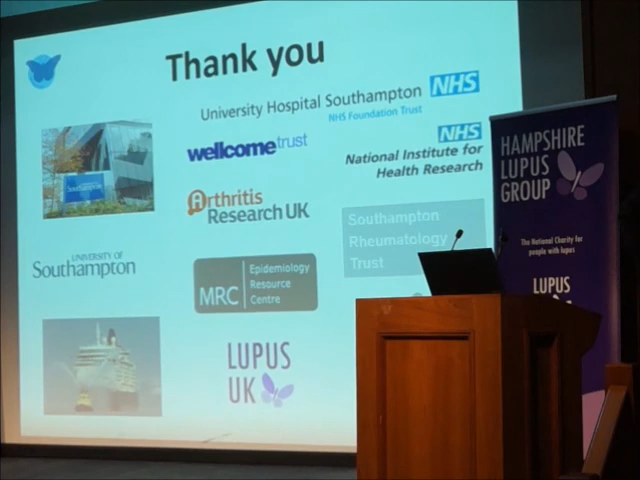 Thank you
University Hospital Southampton NHS
NHS Foundation Trust
wellcometrust
NHS
National Institute for
Health Research
Arthritis
Research UK
Southampton
Rheumatology
Trust
UNIVERSITY OF
Southampton
MRC
Epidemiology
Resource
Centre
LUPUS
UK
HAMPSHIRE
LUPUS
GROUP
The National Charity for
people with lupus
LUPUS